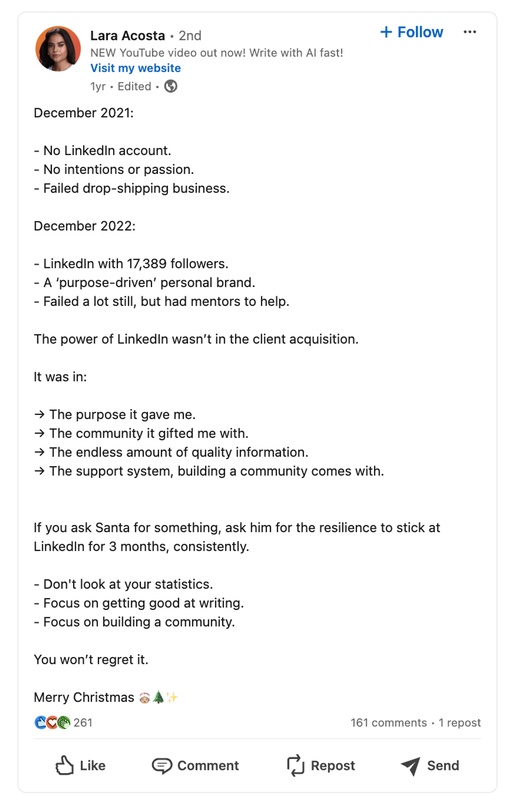 Lara Acosta • 2nd
+ Follow
NEW YouTube video out now! Write with AI fast!
Visit my website
1yr • Edited •
December 2021:
- No LinkedIn account.
- No intentions or passion.
- Failed drop-shipping business.
December 2022:
- LinkedIn with 17,389 followers.
- A ‘purpose-driven’ personal brand.
- Failed a lot still, but had mentors to help.
The power of LinkedIn wasn’t in the client acquisition.
It was in:
→ The purpose it gave me.
→ The community it gifted me with.
→ The endless amount of quality information.
→ The support system, building a community comes with.
If you ask Santa for something, ask him for the resilience to stick at
LinkedIn for 3 months, consistently.
- Don't look at your statistics.
- Focus on getting good at writing.
- Focus on building a community.
You won’t regret it.
Merry Christmas 🎅🏼🎄✨
261
161 comments • 1 repost
Like
Comment
Repost
Send